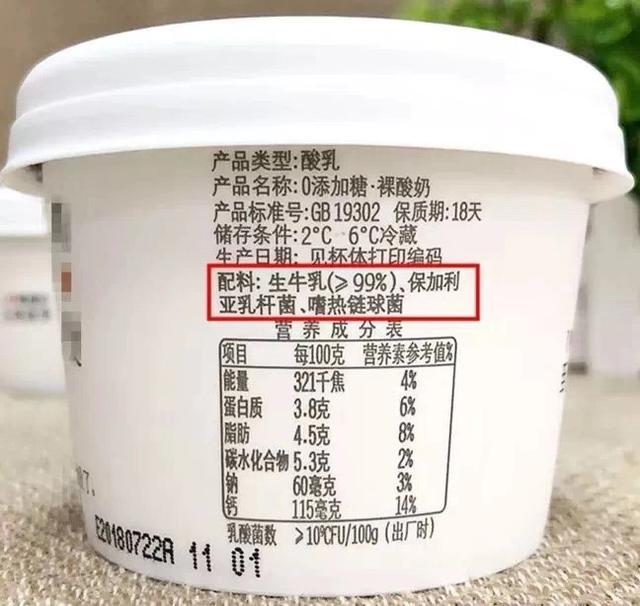 产品类型:酸乳
产品名称:0添加糖·裸酸奶
产品标准号:GB 19302 保质期:18天
储存条件:2°C 6°C冷藏
生产日期: 见杯体打印编码
配料: 生牛乳(≥99%)、保加利
亚乳杆菌、嗜热链球菌
营养成分表
项目 每100克 营养素参考值%
能量 321千焦 4%
蛋白质 3.8克 6%
脂肪 4.5克 8%
碳水化合物 5.3克 2%
钠 60毫克 3%
钙 115毫克 14%
乳酸菌数 ≥10⁶CFU/100g (出厂时)
了。
E20180722A 11 01